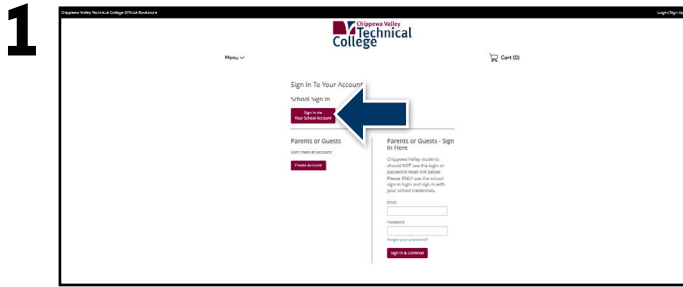 1
Chippewa Valley Technical College Official Bookstore
Login/Sign Up
Chippewa Valley
Technical
College
Menu
Cart (0)
Sign In To Your Account
School Sign In
Sign In via
Your School Account
Parents or Guests
Don't have an account?
Create Account
Parents or Guests - Sign
In Here
Chippewa Valley students
should NOT use the login or
password reset link below.
Please ONLY use the school
sign-in login and sign in with
your school credentials.
Email
Password
Forgot your password?
Sign In & Continue